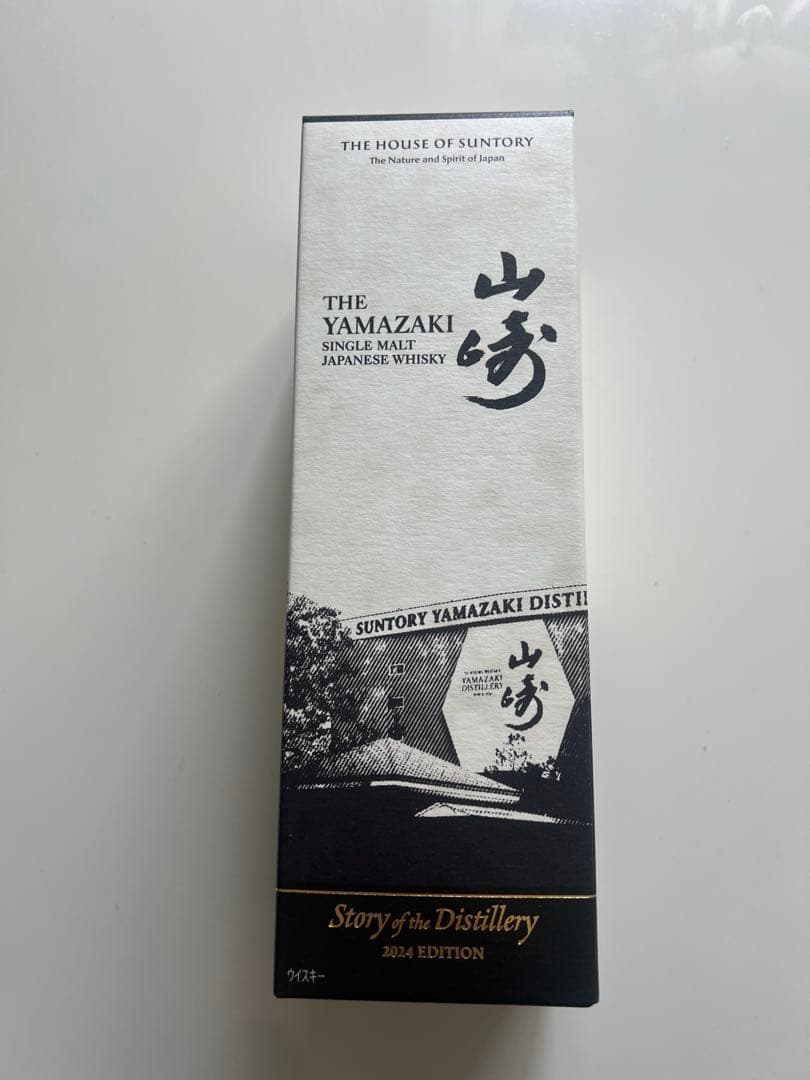 THE HOUSE OF SUNTORY
The Nature and Spirit of Japan
山崎
THE
YAMAZAKI
SINGLE MALT
JAPANESE WHISKY
SUNTORY YAMAZAKI DISTI
山崎
YAMAZAKI
DISTILLERY
Story of the Distillery
2024 EDITION
ウイスキー